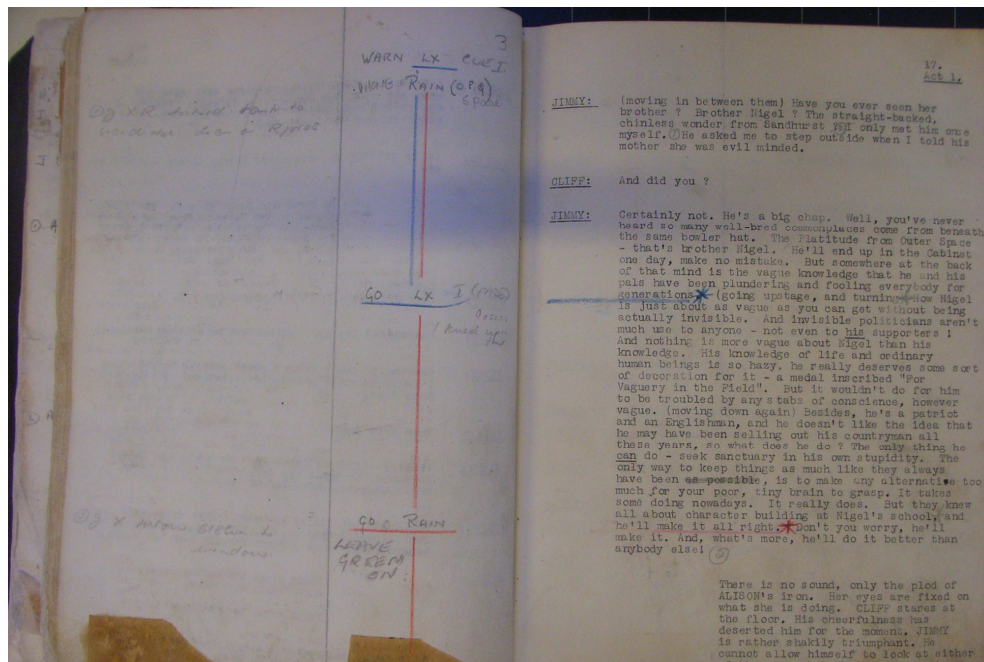 3
WARN LX CUE I
RAIN (O.P.Q)
GO LX I
GO RAIN
LEAVE
GREEN
ON.
window
17.
Act 1.
JIMMY: (moving in between them) Have you ever seen her
brother ? Brother Nigel ? The straight-backed,
chinless wonder from Sandhurst ? I only met him once
myself. He asked me to step outside when I told his
mother she was evil minded.
CLIFF: And did you ?
JIMMY: Certainly not. He's a big chap. Well, you've never
heard so many well-bred commonplaces come from beneath
the same bowler hat. The Platitude from Outer Space
- that's brother Nigel. He'll end up in the Cabinet
one day, make no mistake. But somewhere at the back
of that mind is the vague knowledge that he and his
pals have been plundering and fooling everybody for
generations (going upstage, and turning) Now Nigel
is just about as vague as you can get without being
actually invisible. And invisible politicians aren't
much use to anyone - not even to his supporters !
And nothing is more vague about Nigel than his
knowledge. His knowledge of life and ordinary
human beings is so hazy, he really deserves some sort
of decoration for it - a medal inscribed "For
Vaguery in the Field". But it wouldn't do for him
to be troubled by any stabs of conscience, however
vague. (moving down again) Besides, he's a patriot
and an Englishman, and he doesn't like the idea that
he may have been selling out his countryman all
these years, so what does he do ? The only thing he
can do - seek sanctuary in his own stupidity. The
only way to keep things as much like they always
have been as possible, is to make any alternative too
much for your poor, tiny brain to grasp. It takes
some doing nowadays. It really does. But they knew
all about character building at Nigel's school, and
he'll make it all right. Don't you worry, he'll
make it. And, what's more, he'll do it better than
anybody else!
There is no sound, only the plod of
ALISON's iron. Her eyes are fixed on
what she is doing. CLIFF stares at
the floor. His cheerfulness has
deserted him for the moment. JIMMY
is rather shakily triumphant. He
cannot allow himself to look at either